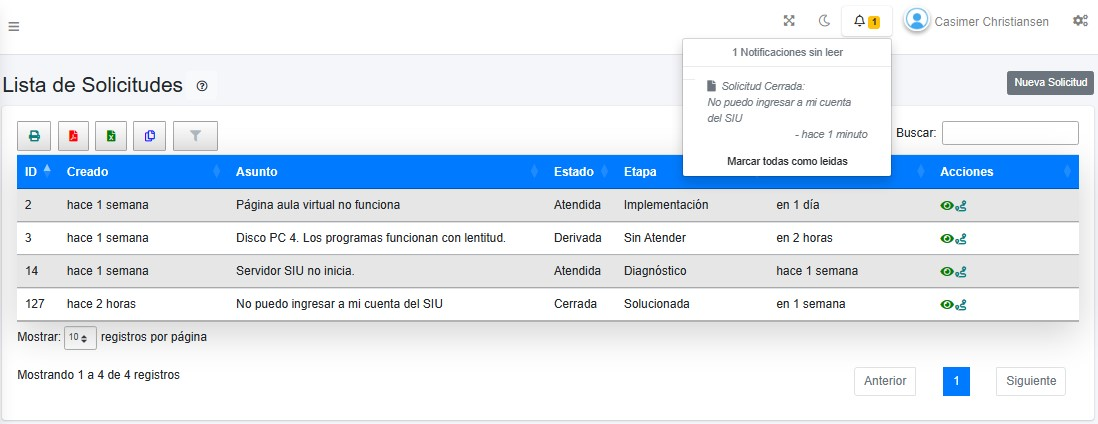 1
Casimer Christiansen
1 Notificaciones sin leer
Solicitud Cerrada:
No puedo ingresar a mi cuenta
del SIU
- hace 1 minuto
Marcar todas como leidas
Lista de Solicitudes
Nueva Solicitud
Buscar:
ID Creado Asunto Estado Etapa Acciones
2 hace 1 semana Página aula virtual no funciona Atendida Implementación en 1 día
3 hace 1 semana Disco PC 4. Los programas funcionan con lentitud. Derivada Sin Atender en 2 horas
14 hace 1 semana Servidor SIU no inicia. Atendida Diagnóstico hace 1 semana
127 hace 2 horas No puedo ingresar a mi cuenta del SIU Cerrada Solucionada en 1 semana
Mostrar: 10 registros por página
Mostrando 1 a 4 de 4 registros
Anterior 1 Siguiente